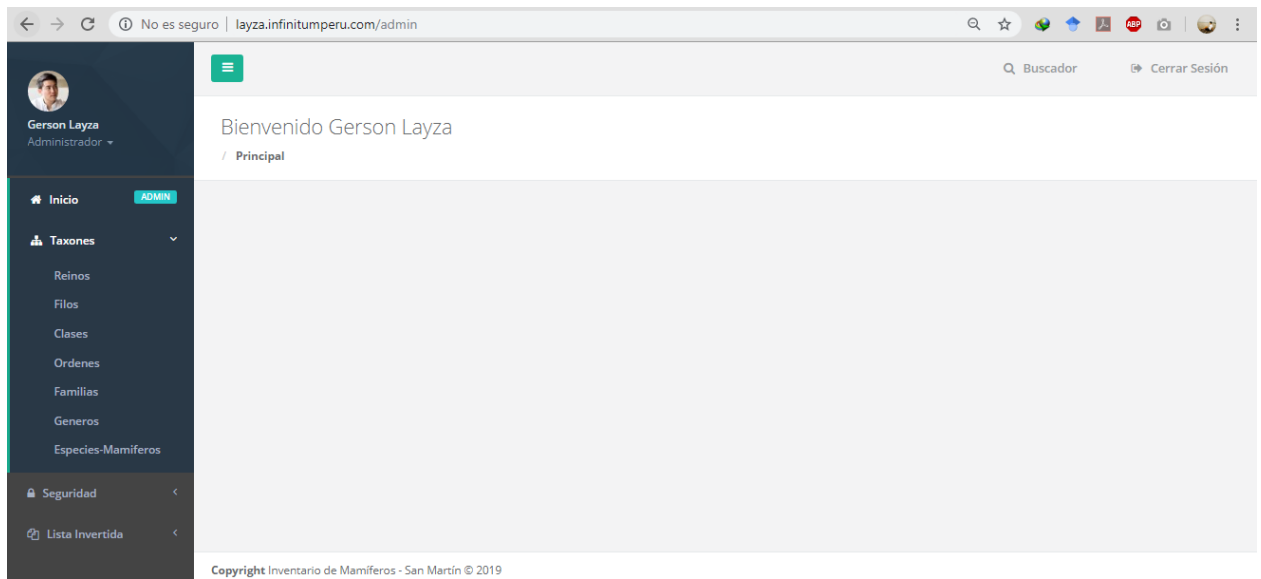 No es seguro | layza.infinitumperu.com/admin
ABP
Buscador
Cerrar Sesión
Gerson Layza
Administrador
Bienvenido Gerson Layza
/ Principal
Inicio ADMIN
Taxones
Reinos
Filos
Clases
Ordenes
Familias
Generos
Especies-Mamiferos
Seguridad
Lista Invertida
Copyright Inventario de Mamíferos - San Martín © 2019